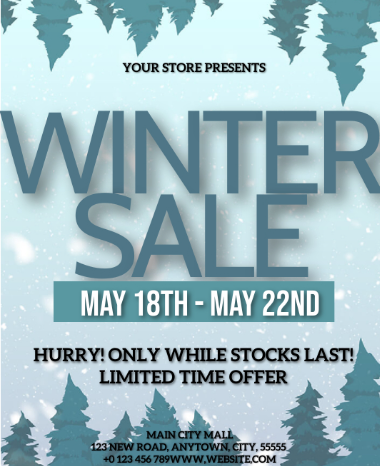 YOUR STORE PRESENTS
WINTER
SALE
MAY 18TH - MAY 22ND
HURRY! ONLY WHILE STOCKS LAST!
LIMITED TIME OFFER
MAIN CITY MALL
123 NEW ROAD, ANYTOWN, CITY, 55555
+0 123 456 789WWW,WEBSITE.COM